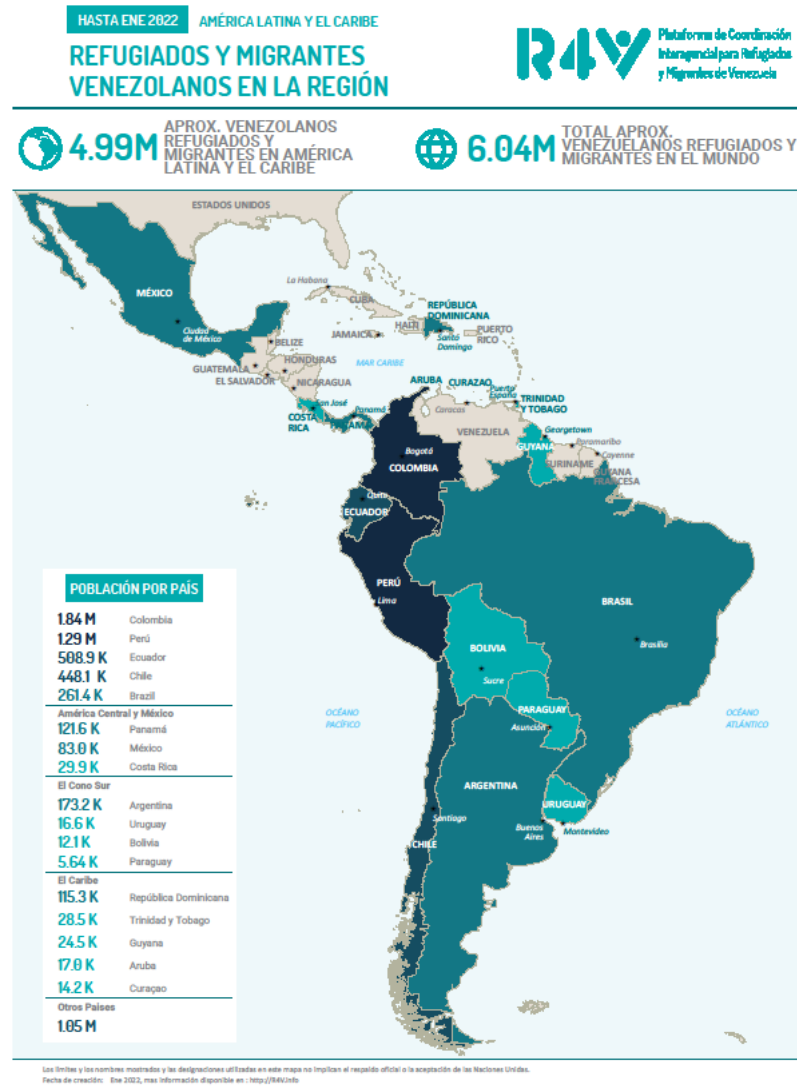 HASTA ENE 2022 AMÉRICA LATINA Y EL CARIBE
REFUGIADOS Y MIGRANTES
VENEZOLANOS EN LA REGIÓN
R4V
Plataforma de Coordinación
Interagencial para Refugiados
y Migrantes de Venezuela
4.99M
APROX. VENEZOLANOS
REFUGIADOS Y
MIGRANTES EN AMÉRICA
LATINA Y EL CARIBE
6.04M
TOTAL APROX.
VENEZUELANOS REFUGIADOS Y
MIGRANTES EN EL MUNDO
ESTADOS UNIDOS
MÉXICO
Ciudad
de México
La Habana
CUBA
JAMAICA
HAITI
REPÚBLICA
DOMINICANA
Santo
Domingo
PUERTO
RICO
BELIZE
GUATEMALA
HONDURAS
EL SALVADOR
NICARAGUA
MAR CARIBE
COSTA
RICA
San José
Panamá
PANAMÁ
ARUBA
CURAZAO
Puerto
España
TRINIDAD
Y TOBAGO
Caracas
VENEZUELA
Georgetown
GUYANA
Paramaribo
SURINAME
Cayenne
GUYANA
FRANCESA
Bogotá
COLOMBIA
Quito
ECUADOR
PERÚ
Lima
BRASIL
Brasilia
BOLIVIA
Sucre
PARAGUAY
Asunción
OCÉANO
PACÍFICO
OCÉANO
ATLÁNTICO
ARGENTINA
URUGUAY
Santiago
Buenos
Aires
Montevideo
CHILE
POBLACIÓN POR PAÍS
1.84 M Colombia
1.29 M Perú
508.9 K Ecuador
448.1 K Chile
261.4 K Brazil
América Central y México
121.6 K Panamá
83.0 K México
29.9 K Costa Rica
El Cono Sur
173.2 K Argentina
16.6 K Uruguay
12.1 K Bolivia
5.64 K Paraguay
El Caribe
115.3 K República Dominicana
28.5 K Trinidad y Tobago
24.5 K Guyana
17.0 K Aruba
14.2 K Curaçao
Otros Países
1.05 M
Los límites y los nombres mostrados y las designaciones utilizadas en este mapa no implican el respaldo oficial o la aceptación de las Naciones Unidas.
Fecha de creación: Ene 2022, mas información disponible en : http://R4V.info